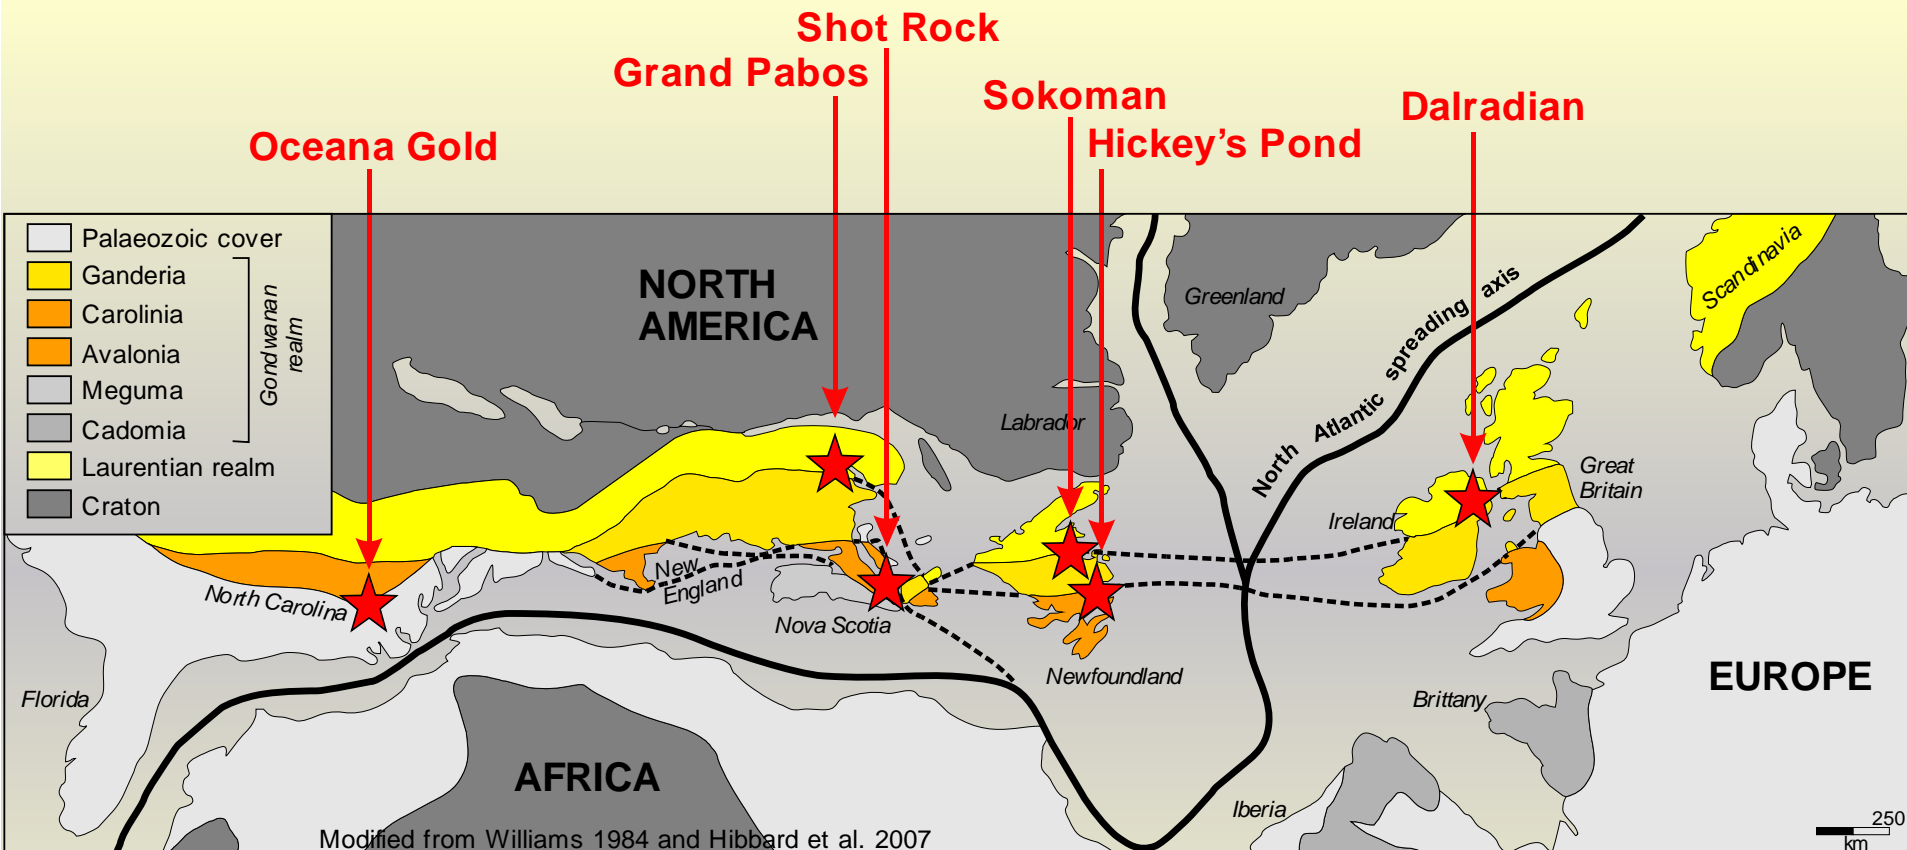 Shot Rock
Grand Pabos
Sokoman
Dalradian
Hickey’s Pond
Oceana Gold
Palaeozoic cover
Ganderia
Carolinia
Avalonia
Meguma
Cadomia
Laurentian realm
Craton
Gondwanan
realm
NORTH
AMERICA
Greenland
Labrador
North Atlantic spreading axis
Scandinavia
Great
Britain
Ireland
New
England
North Carolina
Nova Scotia
Newfoundland
Florida
Brittany
EUROPE
AFRICA
Iberia
Modified from Williams 1984 and Hibbard et al. 2007
250
km